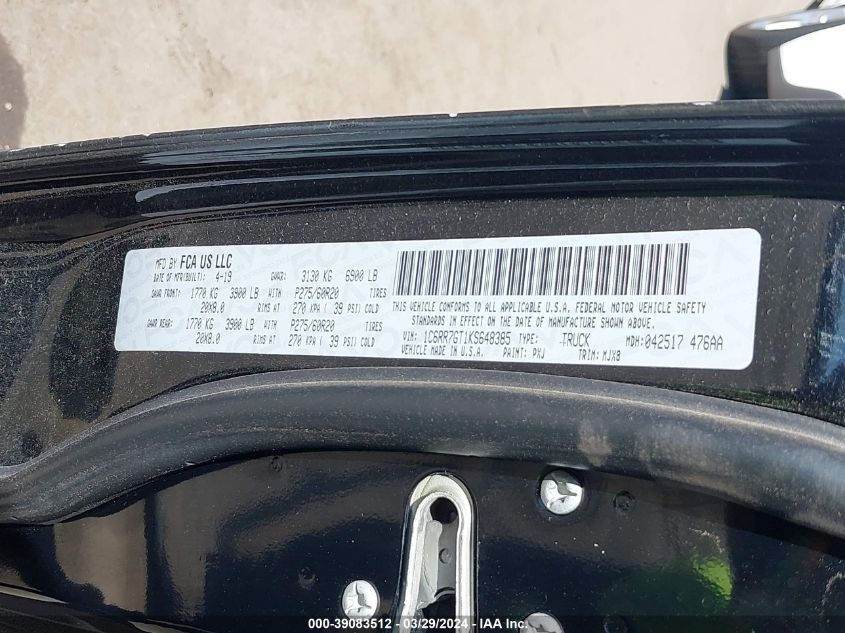 MFD BY FCA US LLC
DATE OF MFR(BUILT): 4-19 GVWR: 3130 KG 6900 LB
GAWR FRONT: 1770 KG 3900 LB WITH P275/60R20 TIRES
20X8.0 RIMS AT 270 KPA ( 39 PSI) COLD
GAWR REAR: 1770 KG 3900 LB WITH P275/60R20 TIRES
20X8.0 RIMS AT 270 KPA ( 39 PSI) COLD
THIS VEHICLE CONFORMS TO ALL APPLICABLE U.S.A. FEDERAL MOTOR VEHICLE SAFETY
STANDARDS IN EFFECT ON THE DATE OF MANUFACTURE SHOWN ABOVE.
VIN: 1C6RR7GT1KS648385 TYPE: TRUCK MDH: 042517 476AA
VEHICLE MADE IN U.S.A. PAINT: PXJ TRIM: MJX8
000-39083512 - 03/29/2024 - IAA Inc.